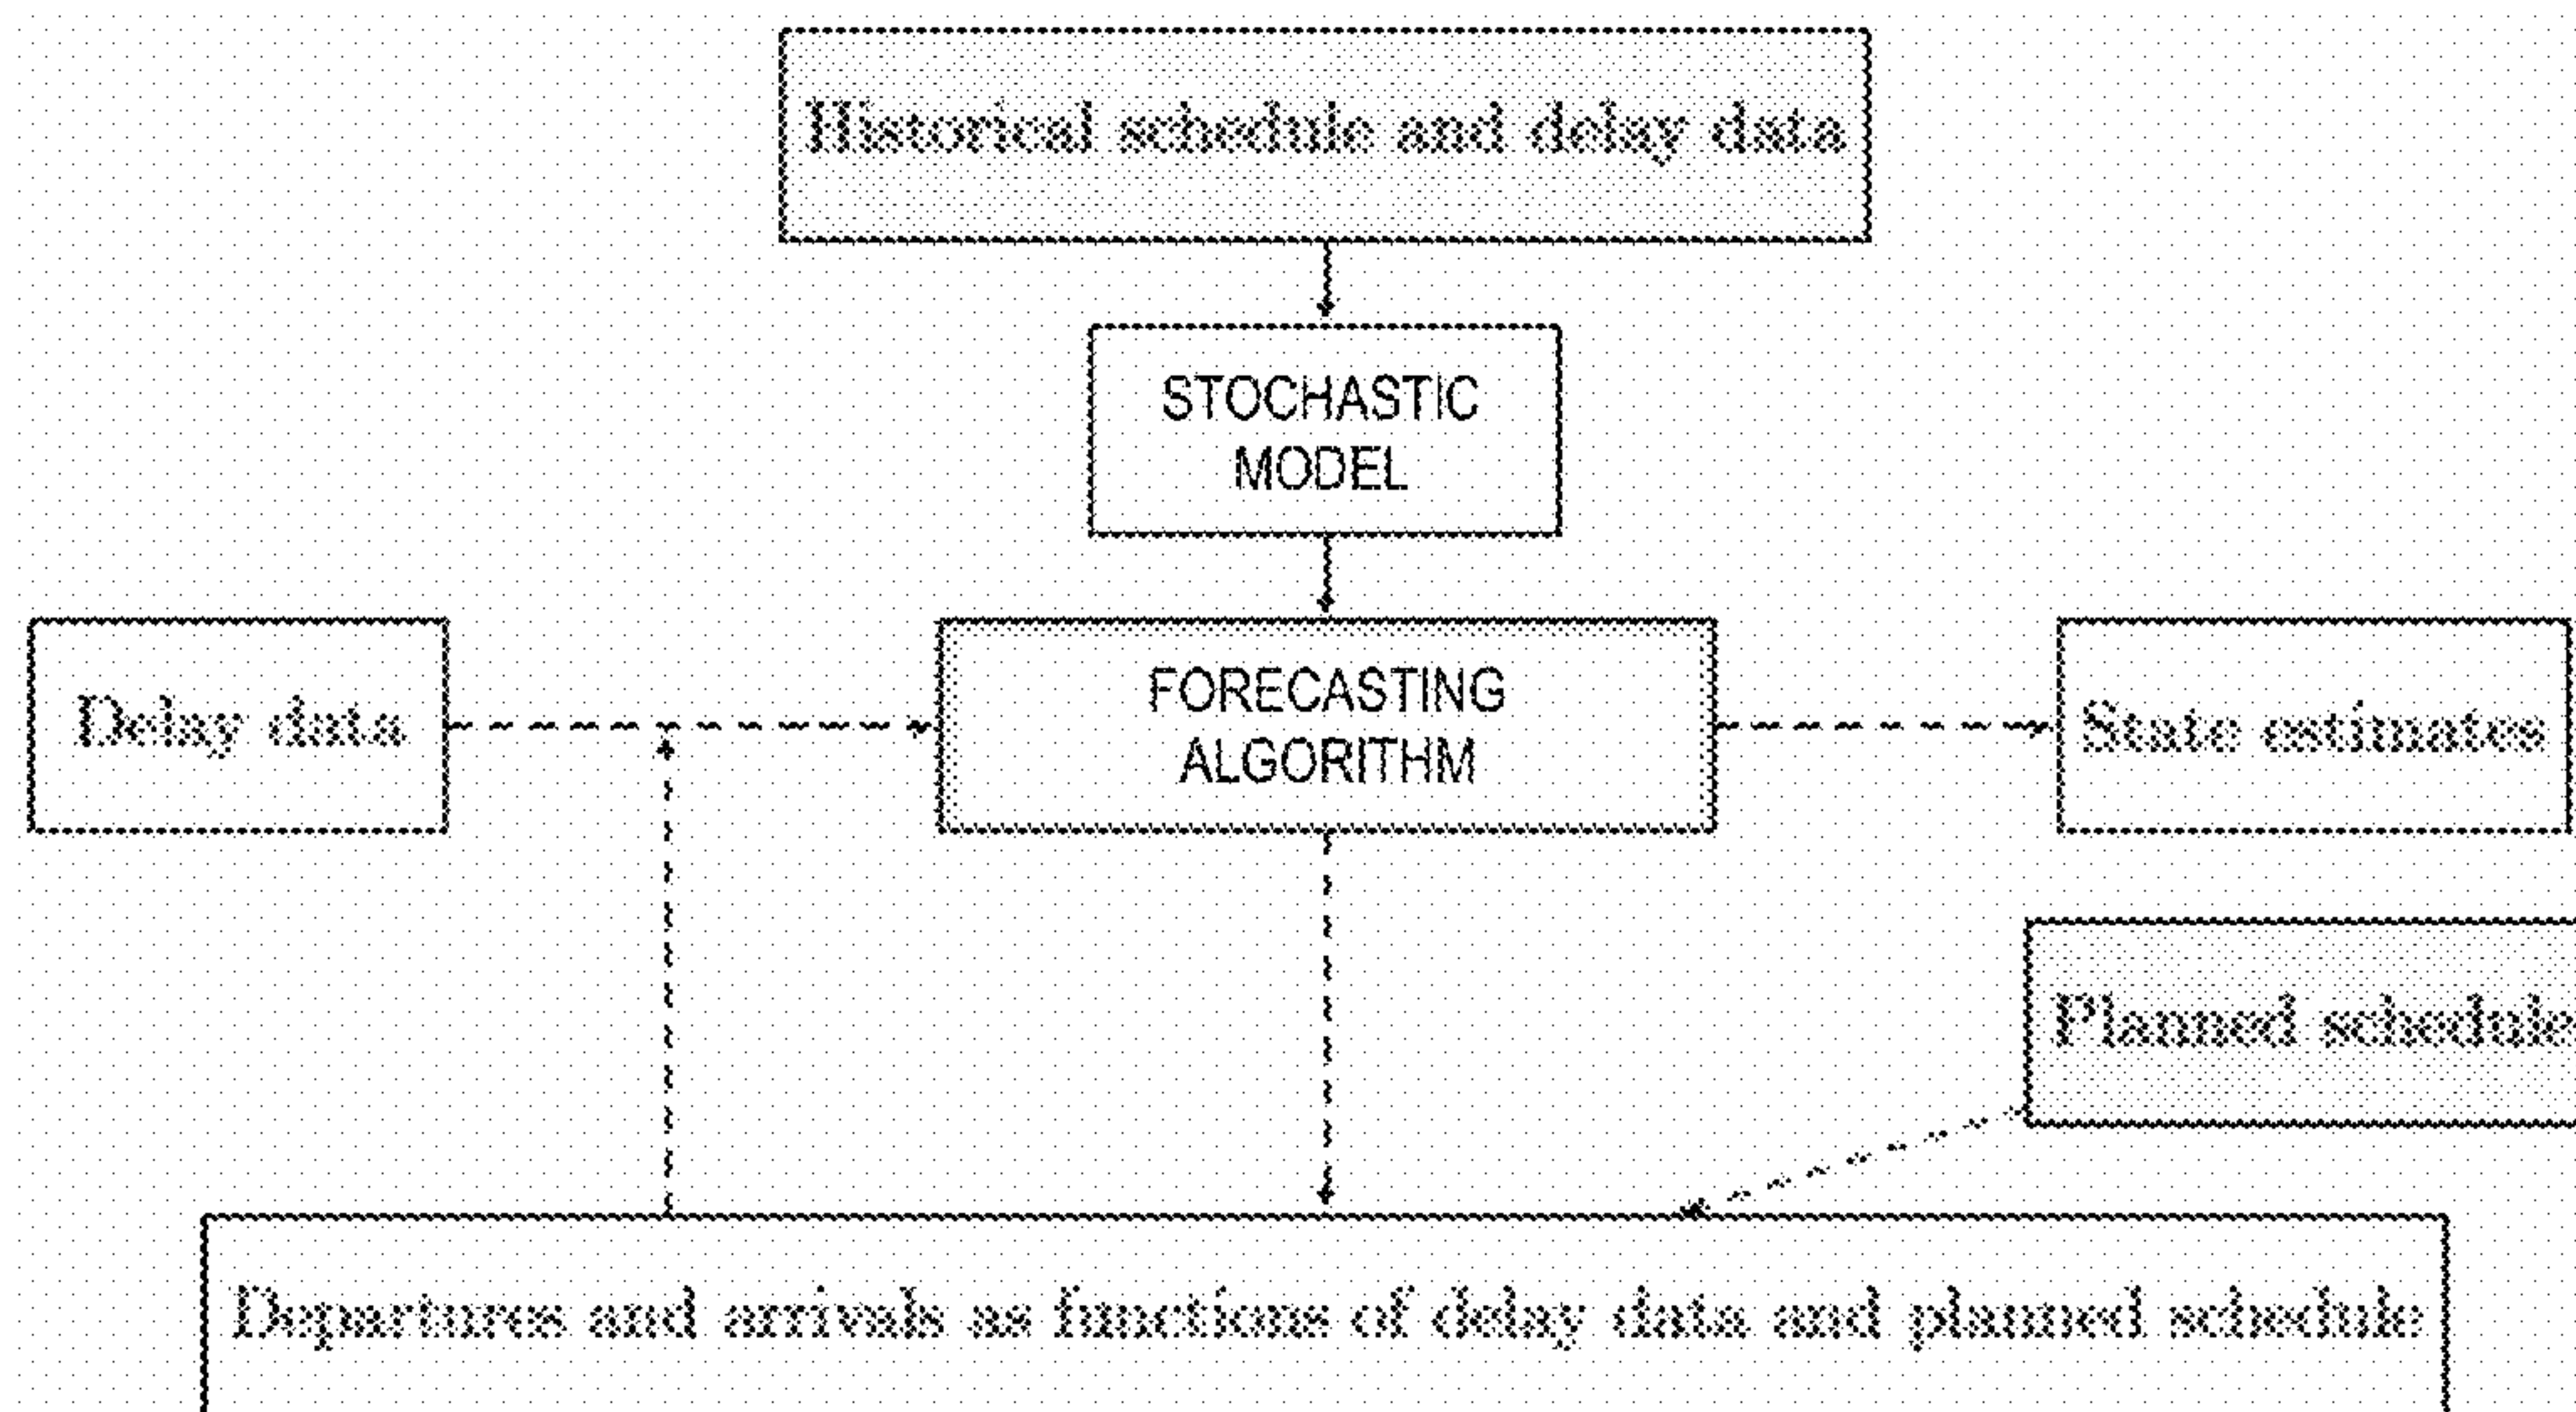 Historical schedule and delay data
STOCHASTIC
MODEL
Delay data
FORECASTING
ALGORITHM
State estimates
Planned schedule
Departures and arrivals as functions of delay data and planned schedule